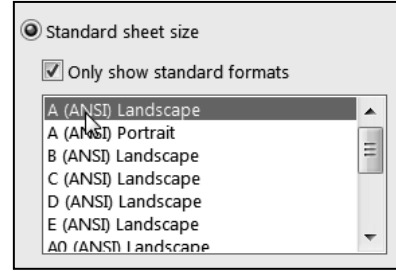 Standard sheet size
Only show standard formats
A (ANSI) Landscape
A (ANSI) Portrait
B (ANSI) Landscape
C (ANSI) Landscape
D (ANSI) Landscape
E (ANSI) Landscape
A0 (ANSI) Landscape